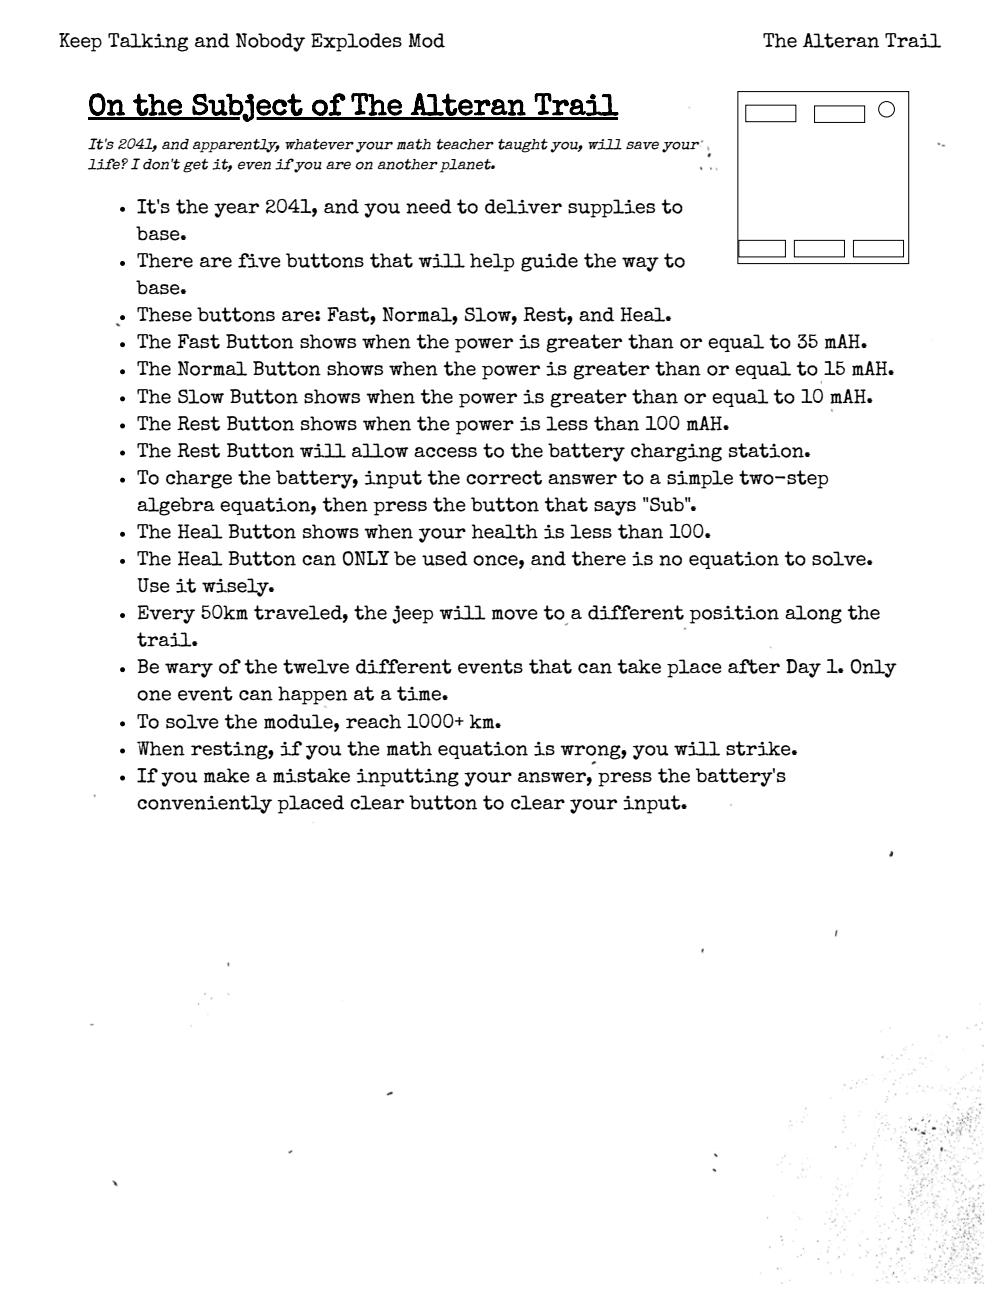 Keep Talking and Nobody Explodes Mod
The Alteran Trail
On the Subject of The Alteran Trail
It's 2041, and apparently, whatever your math teacher taught you, will save your
life? I don't get it, even if you are on another planet.
• It's the year 2041, and you need to deliver supplies to
base.
• There are five buttons that will help guide the way to
base.
• These buttons are: Fast, Normal, Slow, Rest, and Heal.
• The Fast Button shows when the power is greater than or equal to 35 mAH.
• The Normal Button shows when the power is greater than or equal to 15 mAH.
• The Slow Button shows when the power is greater than or equal to 10 mAH.
• The Rest Button shows when the power is less than 100 mAH.
• The Rest Button will allow access to the battery charging station.
• To charge the battery, input the correct answer to a simple two-step
algebra equation, then press the button that says "Sub".
• The Heal Button shows when your health is less than 100.
• The Heal Button can ONLY be used once, and there is no equation to solve.
Use it wisely.
• Every 50km traveled, the jeep will move to a different position along the
trail.
• Be wary of the twelve different events that can take place after Day 1. Only
one event can happen at a time.
• To solve the module, reach 1000+ km.
• When resting, if you the math equation is wrong, you will strike.
• If you make a mistake inputting your answer, press the battery's
conveniently placed clear button to clear your input.